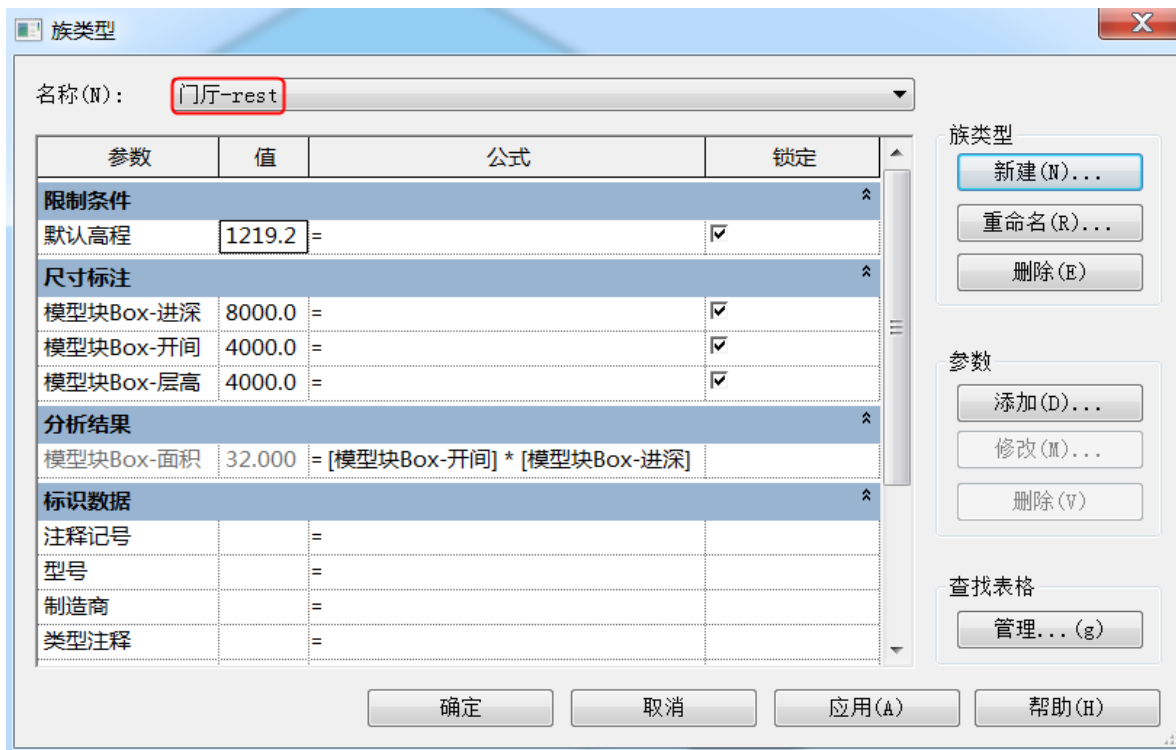 族类型
名称(N): 门厅-rest
参数 值 公式 锁定
限制条件
默认高程 1219.2 =
尺寸标注
模型块Box-进深 8000.0 =
模型块Box-开间 4000.0 =
模型块Box-层高 4000.0 =
分析结果
模型块Box-面积 32.000 = [模型块Box-开间] * [模型块Box-进深]
标识数据
注释记号 =
型号 =
制造商 =
类型注释 =
族类型
新建(N)...
重命名(R)...
删除(E)
参数
添加(D)...
修改(M)...
删除(V)
查找表格
管理...(g)
确定 取消 应用(A) 帮助(H)